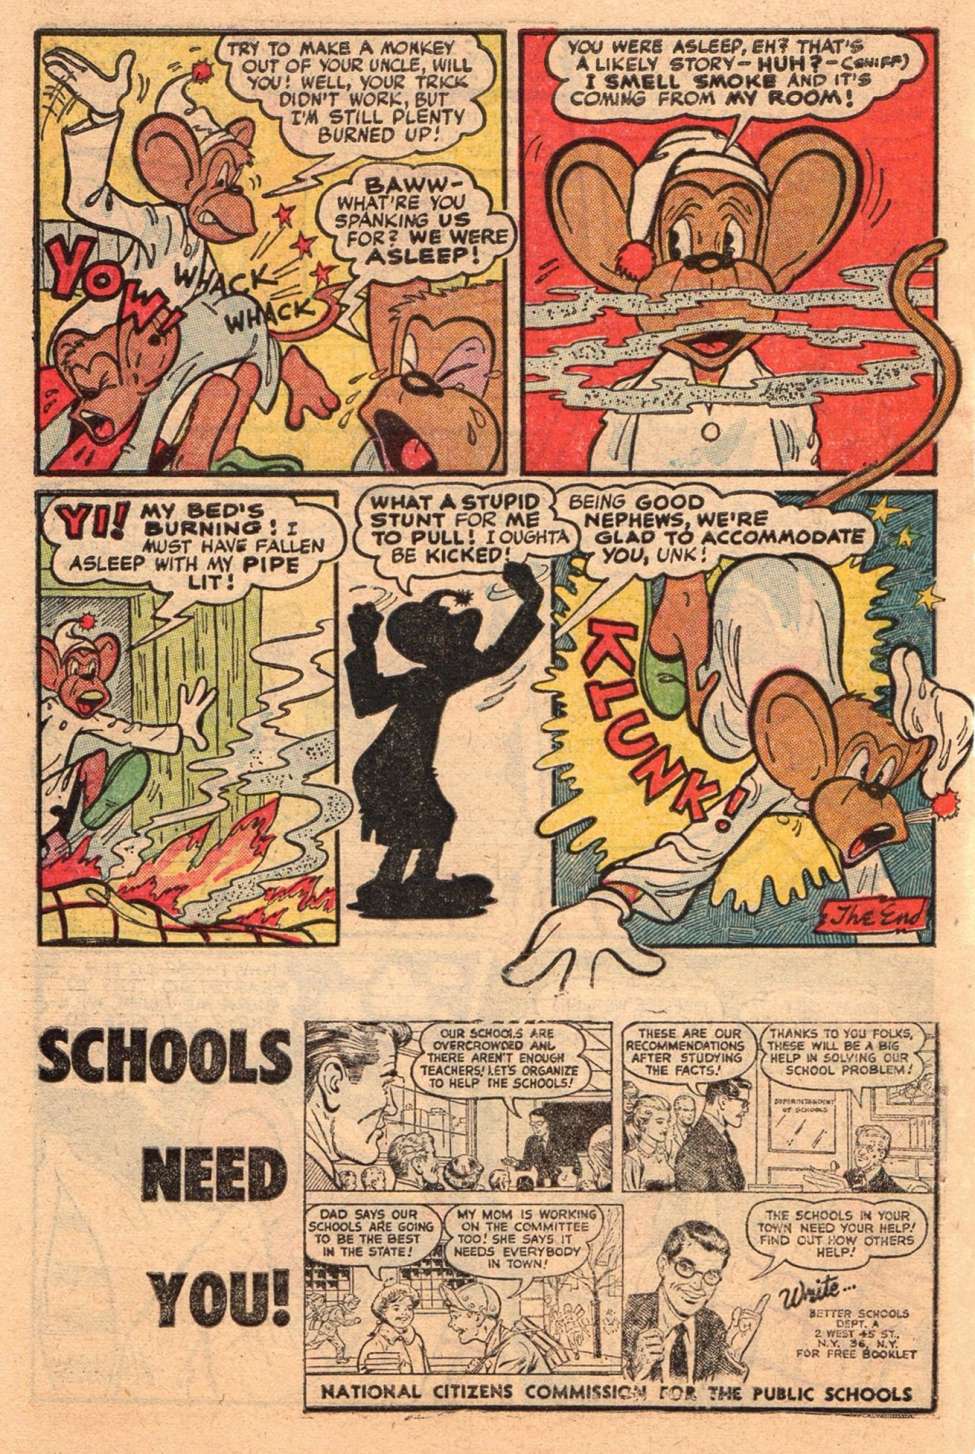 TRY TO MAKE A MONKEY
OUT OF YOUR UNCLE, WILL
YOU! WELL, YOUR TRICK
DIDN'T WORK, BUT
I'M STILL PLENTY
BURNED UP!
BAWW-
WHAT'RE YOU
SPANKING US
FOR? WE WERE
ASLEEP!
YOW!
WHACK
WHACK
YOU WERE ASLEEP, EH? THAT'S
A LIKELY STORY-HUH?-(SNIFF)
I SMELL SMOKE AND IT'S
COMING FROM MY ROOM!
YI! MY BED'S
BURNING! I
MUST HAVE FALLEN
ASLEEP WITH MY PIPE
LIT!
WHAT A STUPID
STUNT FOR ME
TO PULL! I OUGHTA
BE KICKED!
BEING GOOD
NEPHEWS, WE'RE
GLAD TO ACCOMMODATE
YOU, UNK!
KLUNK!
The End
SCHOOLS
NEED
YOU!
OUR SCHOOLS ARE
OVERCROWDED AND
THERE AREN'T ENOUGH
TEACHERS! LET'S ORGANIZE
TO HELP THE SCHOOLS!
THESE ARE OUR
RECOMMENDATIONS
AFTER STUDYING
THE FACTS!
THANKS TO YOU FOLKS,
THESE WILL BE A BIG
HELP IN SOLVING OUR
SCHOOL PROBLEM!
SUPERINTENDENT
OF SCHOOLS
DAD SAYS OUR
SCHOOLS ARE GOING
TO BE THE BEST
IN THE STATE!
MY MOM IS WORKING
ON THE COMMITTEE
TOO! SHE SAYS IT
NEEDS EVERYBODY
IN TOWN!
THE SCHOOLS IN YOUR
TOWN NEED YOUR HELP!
FIND OUT HOW OTHERS
HELP!
Write...
BETTER SCHOOLS
DEPT. A
2 WEST 45 ST.,
N.Y. 36, N.Y.
FOR FREE BOOKLET
NATIONAL CITIZENS COMMISSION FOR THE PUBLIC SCHOOLS